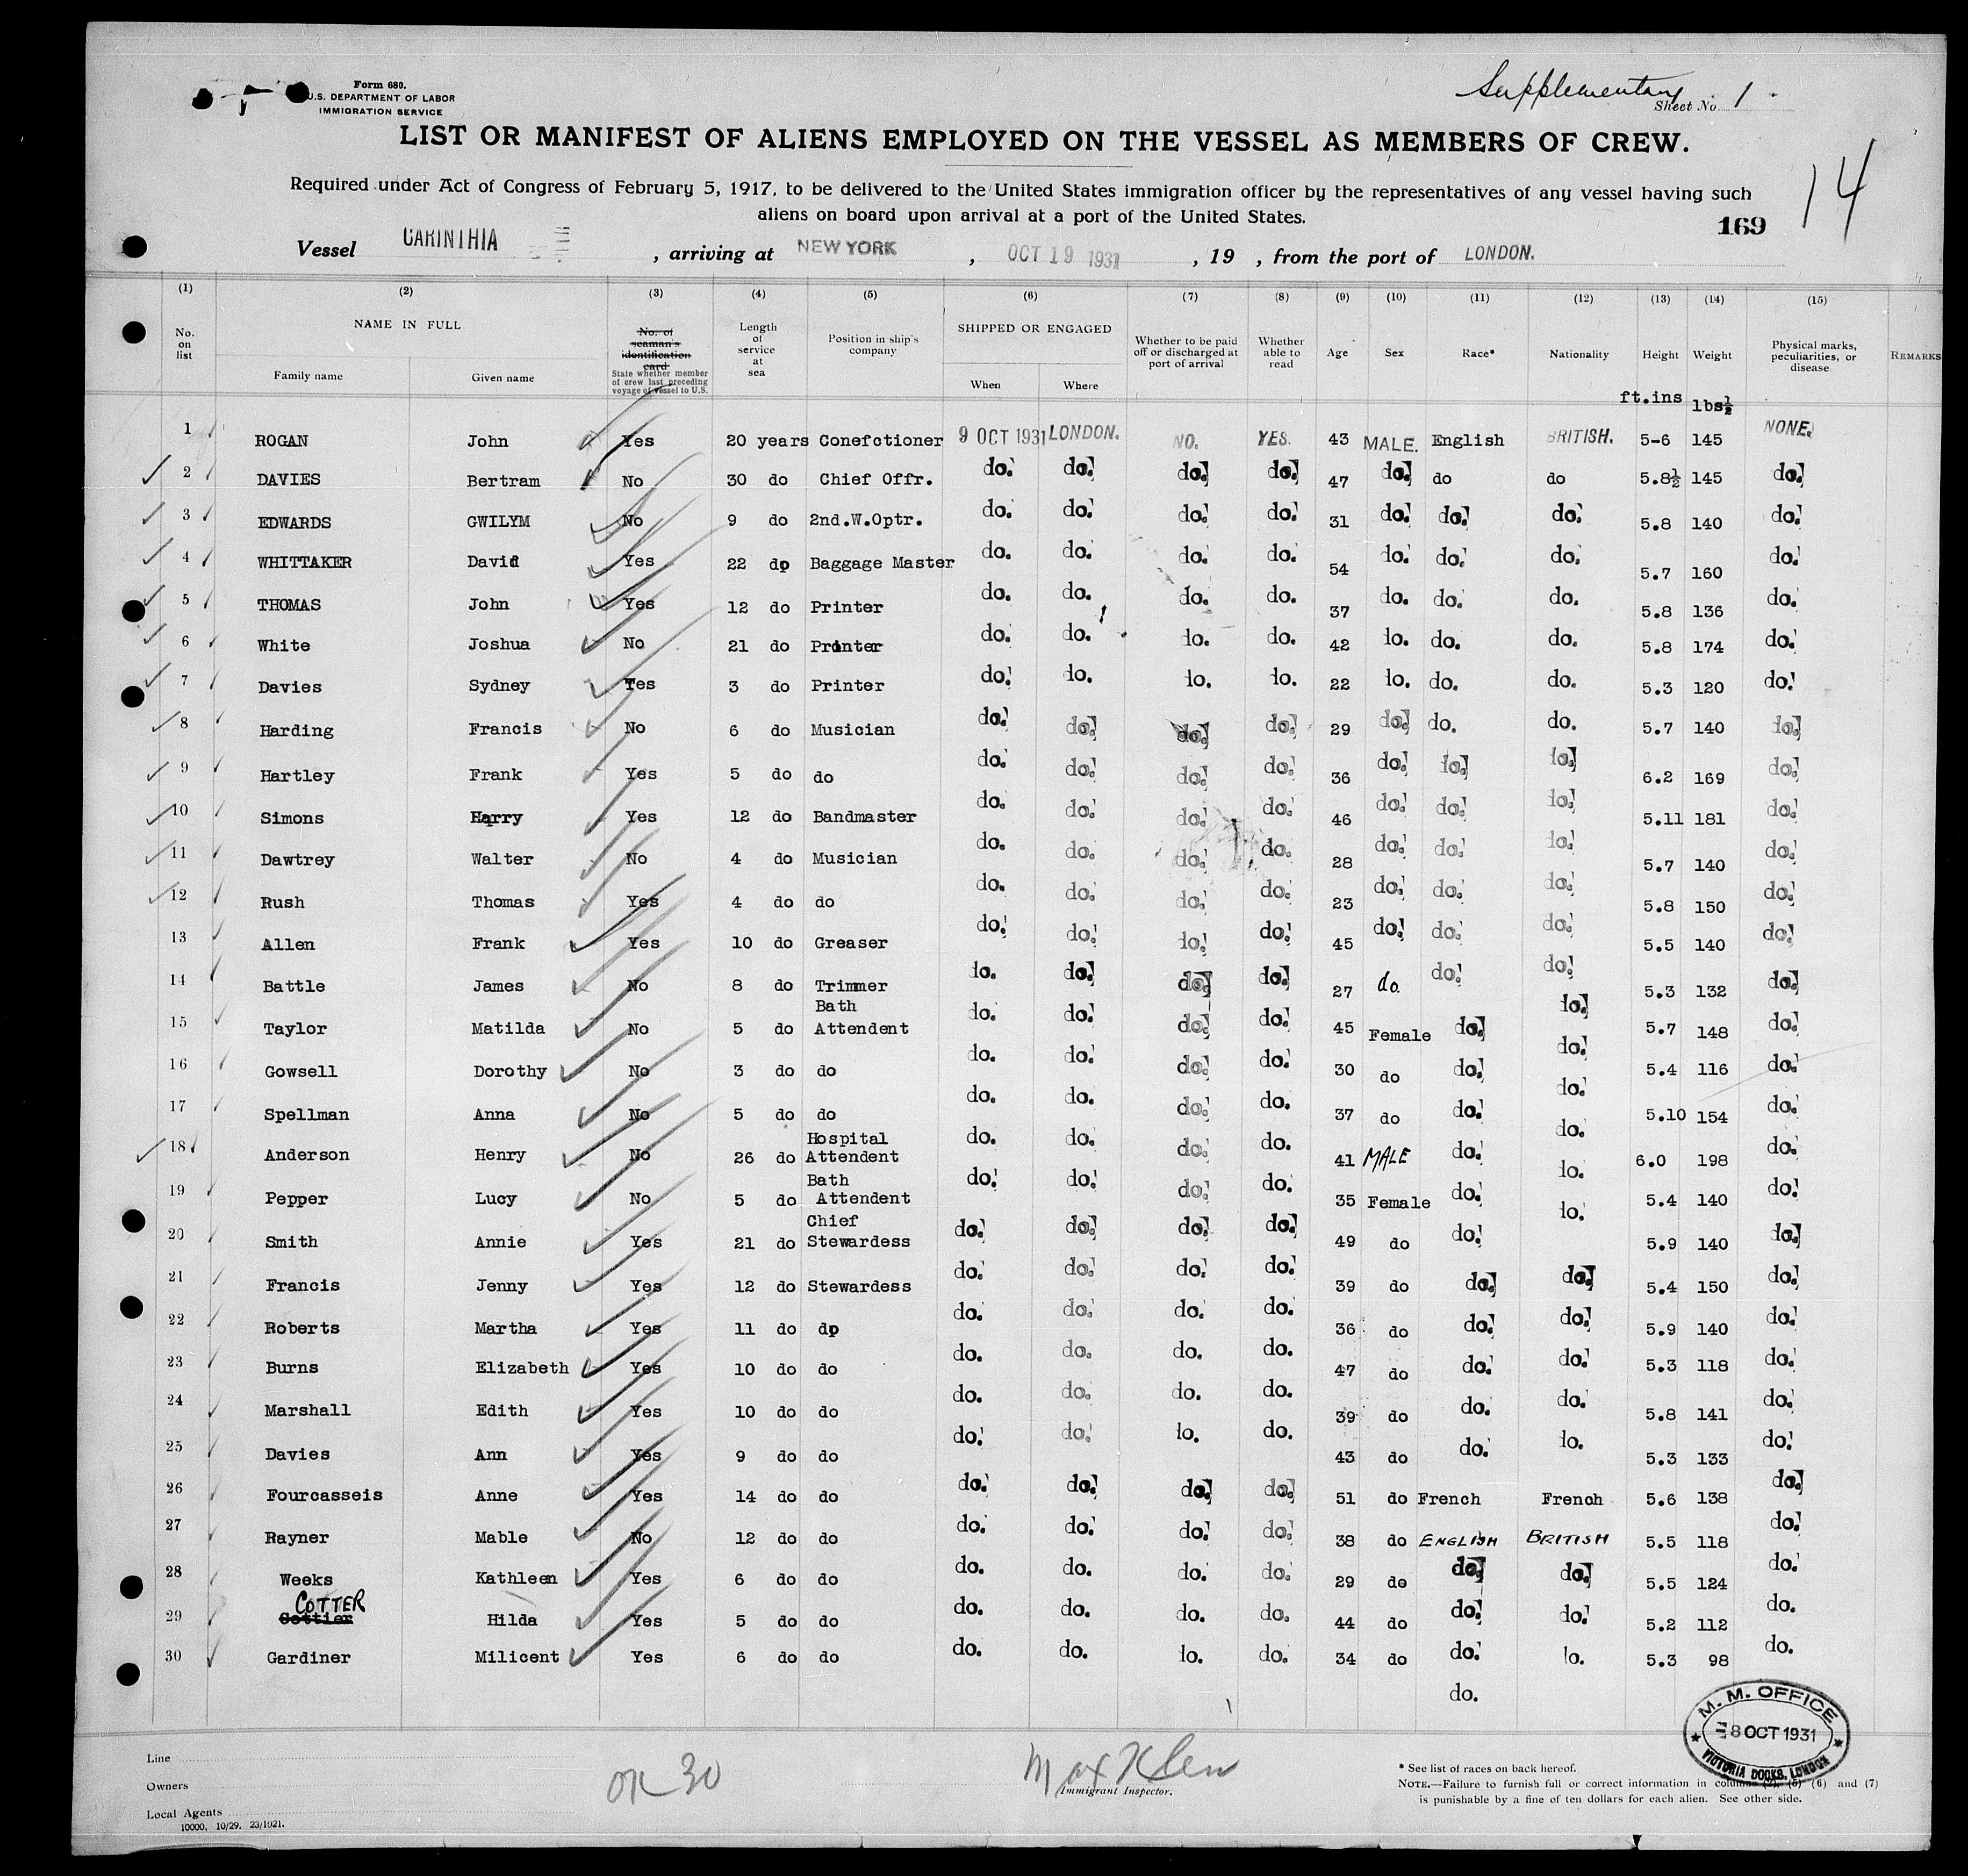 Form 680.
U.S. DEPARTMENT OF LABOR
IMMIGRATION SERVICE
Supplementary
Sheet No. 1.
LIST OR MANIFEST OF ALIENS EMPLOYED ON THE VESSEL AS MEMBERS OF CREW.
14
Required under Act of Congress of February 5, 1917, to be delivered to the United States immigration officer by the representatives of any vessel having such
aliens on board upon arrival at a port of the United States.
169
Vessel CARINTHIA, arriving at NEW YORK, OCT 19 1931, 19 , from the port of LONDON.
(1) (2) (3) (4) (5) (6) (7) (8) (9) (10) (11) (12) (13) (14) (15)
No. on list NAME IN FULL Family name Given name No. of seaman's identification card State whether member of crew last preceding voyage of vessel to U.S. Length of service at sea Position in ship's company SHIPPED OR ENGAGED When Where Whether to be paid off or discharged at port of arrival Whether able to read Age Sex Race* Nationality Height Weight Physical marks, peculiarities, or disease REMARKS
ft.ins lbs½
1 ROGAN John Yes 20 years Conefctioner 9 OCT 1931 LONDON. NO. YES. 43 MALE. English BRITISH. 5-6 145 NONE.
2 DAVIES Bertram No 30 do Chief Offr. do. do. do. do. 47 do. do do 5.8½ 145 do.
3 EDWARDS GWILYM No 9 do 2nd.W.Optr. do. do. do. do. 31 do. do. do. 5.8 140 do.
4 WHITTAKER David Yes 22 do Baggage Master do. do. do. do. 54 do. do. do. 5.7 160 do.
5 THOMAS John Yes 12 do Printer do. do. do. do. 37 do. do. do. 5.8 136 do.
6 White Joshua No 21 do Printer do. do. do. do. 42 do. do. do. 5.8 174 do.
7 Davies Sydney Yes 3 do Printer do. do. do. do. 22 do. do. do. 5.3 120 do.
8 Harding Francis No 6 do Musician do. do. do. do. 29 do. do. do. 5.7 140 do.
9 Hartley Frank Yes 5 do do do. do. do. do. 36 do. do. do. 6.2 169 do.
10 Simons Harry Yes 12 do Bandmaster do. do. do. do. 46 do. do. do. 5.11 181 do.
11 Dawtrey Walter No 4 do Musician do. do. do. do. 28 do. do. do. 5.7 140 do.
12 Rush Thomas Yes 4 do do do. do. do. do. 23 do. do. do. 5.8 150 do.
13 Allen Frank Yes 10 do Greaser do. do. do. do. 45 do. do. do. 5.5 140 do.
14 Battle James No 8 do Trimmer do. do. do. do. 27 do. do. do. 5.3 132 do.
15 Taylor Matilda No 5 do Bath Attendent do. do. do. do. 45 Female do. do. 5.7 148 do.
16 Gowsell Dorothy No 3 do do do. do. do. do. 30 do do. do. 5.4 116 do.
17 Spellman Anna No 5 do do do. do. do. do. 37 do do. do. 5.10 154 do.
18 Anderson Henry No 26 do Hospital Attendent do. do. do. do. 41 MALE do. do. 6.0 198 do.
19 Pepper Lucy No 5 do Bath Attendent do. do. do. do. 35 Female do. do. 5.4 140 do.
20 Smith Annie Yes 21 do Chief Stewardess do. do. do. do. 49 do do. do. 5.9 140 do.
21 Francis Jenny Yes 12 do Stewardess do. do. do. do. 39 do do. do. 5.4 150 do.
22 Roberts Martha Yes 11 do do do. do. do. do. 36 do do. do. 5.9 140 do.
23 Burns Elizabeth Yes 10 do do do. do. do. do. 47 do do. do. 5.3 118 do.
24 Marshall Edith Yes 10 do do do. do. do. do. 39 do do. do. 5.8 141 do.
25 Davies Ann Yes 9 do do do. do. do. do. 43 do do. do. 5.3 133 do.
26 Fourcasseis Anne Yes 14 do do do. do. do. do. 51 do French French 5.6 138 do.
27 Rayner Mable No 12 do do do. do. do. do. 38 do ENGLISH BRITISH 5.5 118 do.
28 Weeks Kathleen Yes 6 do do do. do. do. do. 29 do do. do. 5.5 124 do.
COTTER
29 Cottier Hilda Yes 5 do do do. do. do. do. 44 do do. do. 5.2 112 do.
30 Gardiner Milicent Yes 6 do do do. do. do. do. 34 do do. do. 5.3 98 do.
do.
M. M. OFFICE
8 OCT 1931
VICTORIA DOCKS, LONDON
Line
Owners
Local Agents
10000, 10/29. 23/1921.
OK 30
Max Klein
Immigrant Inspector.
* See list of races on back hereof.
NOTE.—Failure to furnish full or correct information in columns (2), (5) (6) and (7)
is punishable by a fine of ten dollars for each alien. See other side.